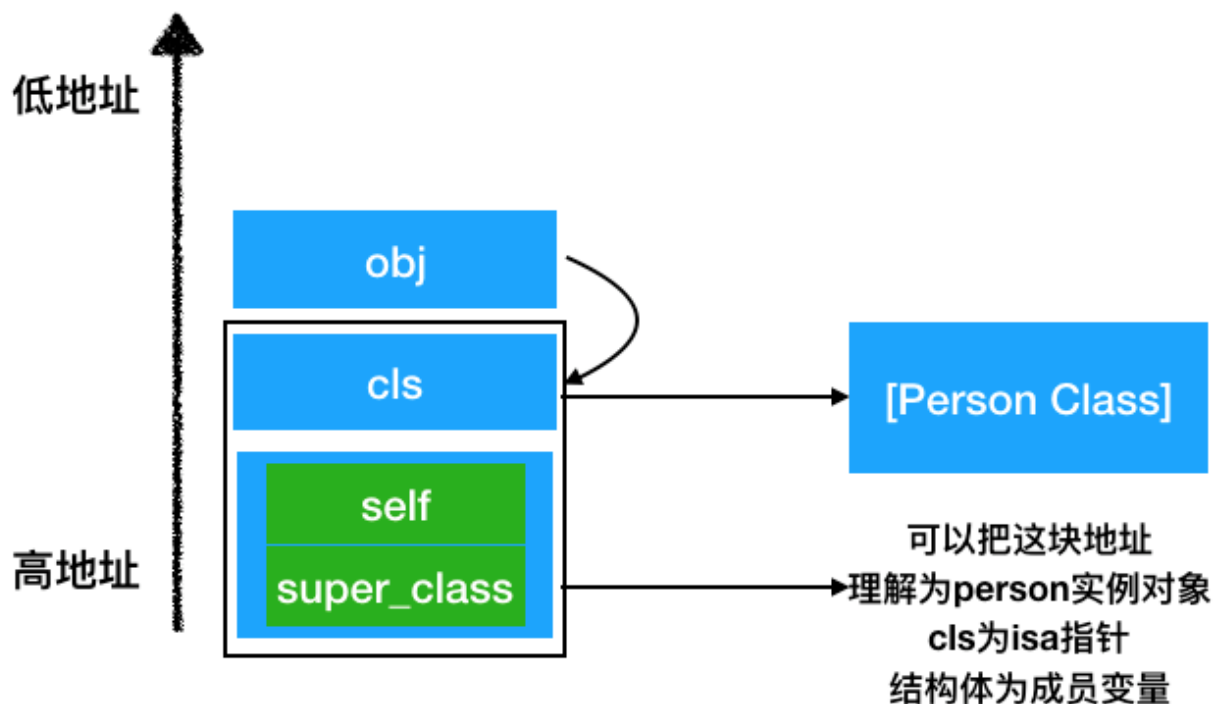 低地址
obj
cls
[Person Class]
self
super_class
高地址
可以把这块地址
理解为person实例对象
cls为isa指针
结构体为成员变量